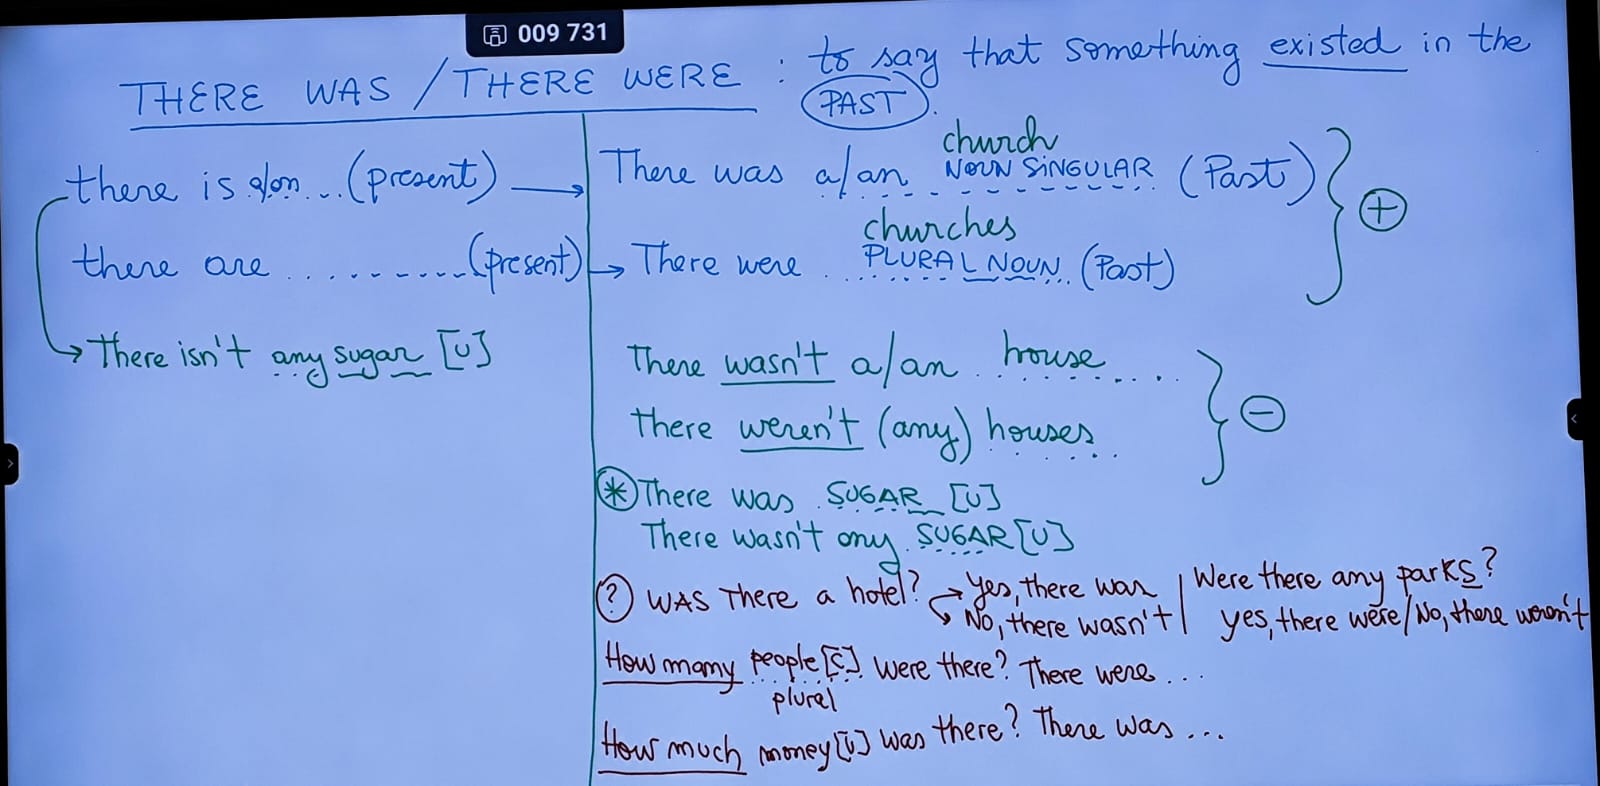 009 731
THERE WAS / THERE WERE : to say that something existed in the
PAST.
there is a/an... (present) → There was a/an church NOUN SINGULAR (Past) +
there are .......... (present) → There were churches PLURAL NOUN (Past)
→ There isn't any sugar [U]
There wasn't a/an house.....
There weren't (any) houses..... -
* There was SUGAR [U]
There wasn't any SUGAR [U]
? WAS There a hotel? → Yes, there was
→ No, there wasn't
Were there any parks?
yes, there were/No, there weren't
How many people [C] were there? There were...
plural
How much money [U] was there? There was...